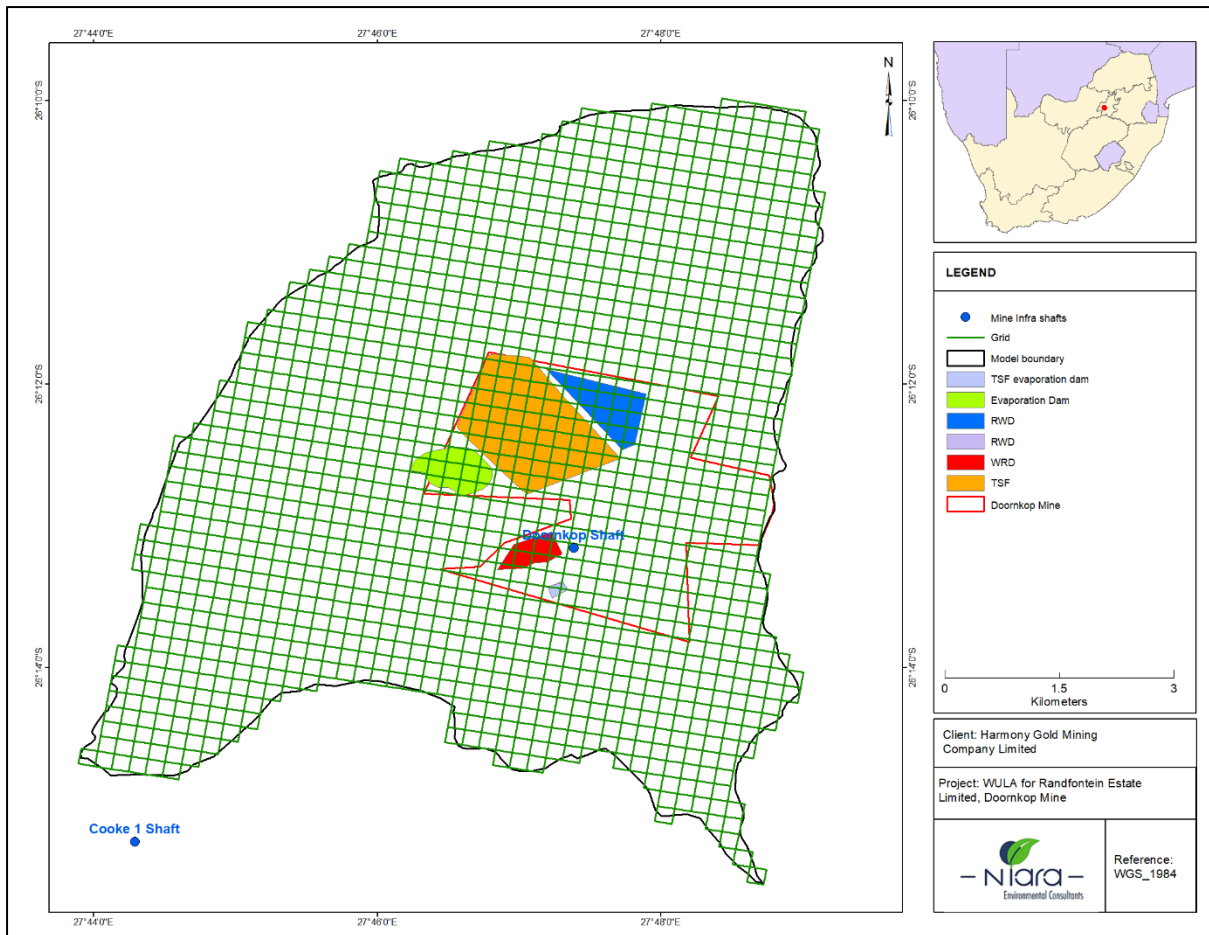 27°44'0"E
27°46'0"E
27°48'0"E
26°10'0"S
26°10'0"S
N
26°12'0"S
26°12'0"S
Doornkop Shaft
26°14'0"S
26°14'0"S
Cooke 1 Shaft
27°44'0"E
27°46'0"E
27°48'0"E
LEGEND
Mine Infra shafts
Grid
Model boundary
TSF evaporation dam
Evaporation Dam
RWD
RWD
WRD
TSF
Doornkop Mine
0 1.5 3
Kilometers
Client: Harmony Gold Mining
Company Limited
Project: WULA for Randfontein Estate
Limited, Doornkop Mine
Niara
Environmental Consultants
Reference:
WGS_1984